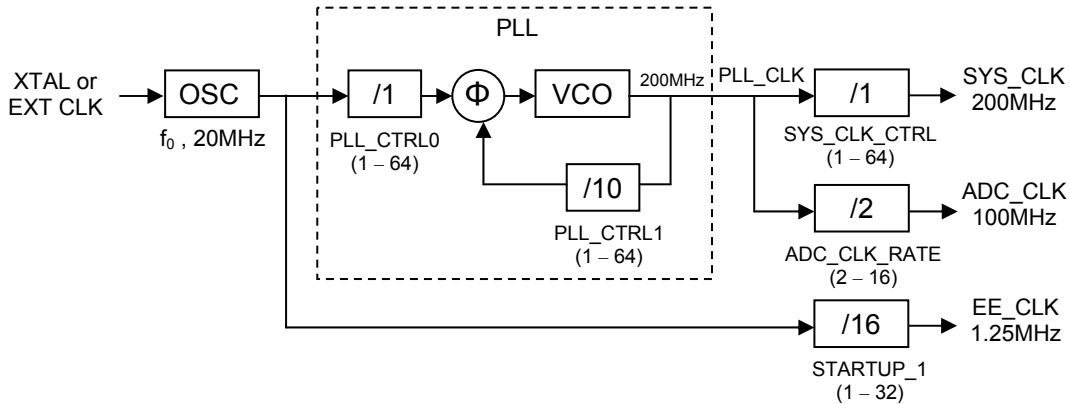 PLL
XTAL or
EXT CLK
OSC
f₀ , 20MHz
/1
PLL_CTRL0
(1 – 64)
Φ
VCO
200MHz
/10
PLL_CTRL1
(1 – 64)
PLL_CLK
/1
SYS_CLK_CTRL
(1 – 64)
SYS_CLK
200MHz
/2
ADC_CLK_RATE
(2 – 16)
ADC_CLK
100MHz
/16
STARTUP_1
(1 – 32)
EE_CLK
1.25MHz